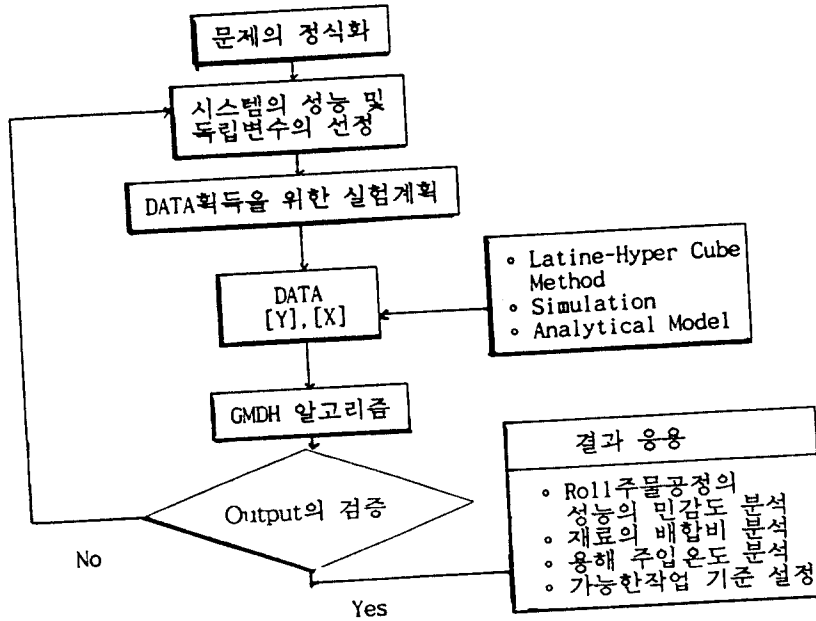 문제의 정식화
시스템의 성능 및
독립변수의 선정
DATA획득을 위한 실험계획
DATA
[Y],[X]
∘ Latine-Hyper Cube
Method
∘ Simulation
∘ Analytical Model
GMDH 알고리즘
Output의 검증
No
Yes
결과 응용
∘ Roll주물공정의
성능의 민감도 분석
∘ 재료의 배합비 분석
∘ 용해 주입온도 분석
∘ 가능한작업 기준 설정